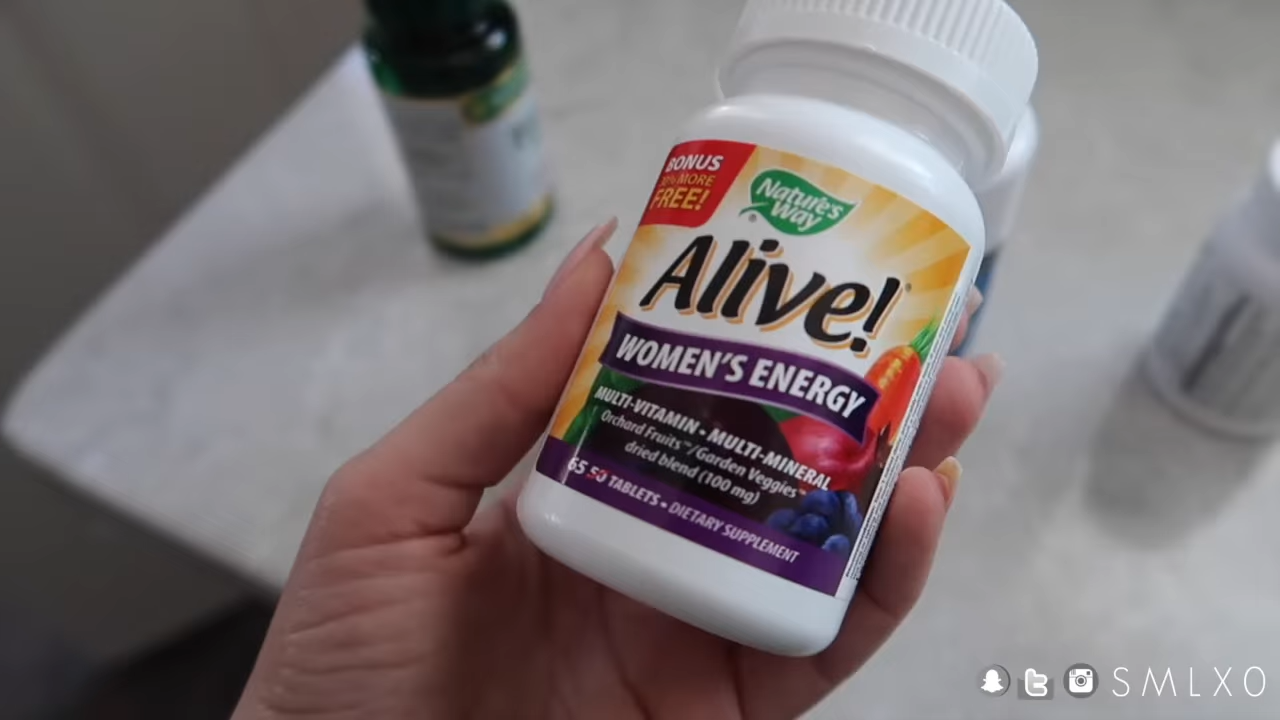 BONUS
30% MORE
FREE!
Nature's
Way®
Alive!®
WOMEN'S ENERGY
MULTI-VITAMIN • MULTI-MINERAL
Orchard Fruits™/Garden Veggies™
dried blend (100 mg)
65 50 TABLETS • DIETARY SUPPLEMENT
SMLXO